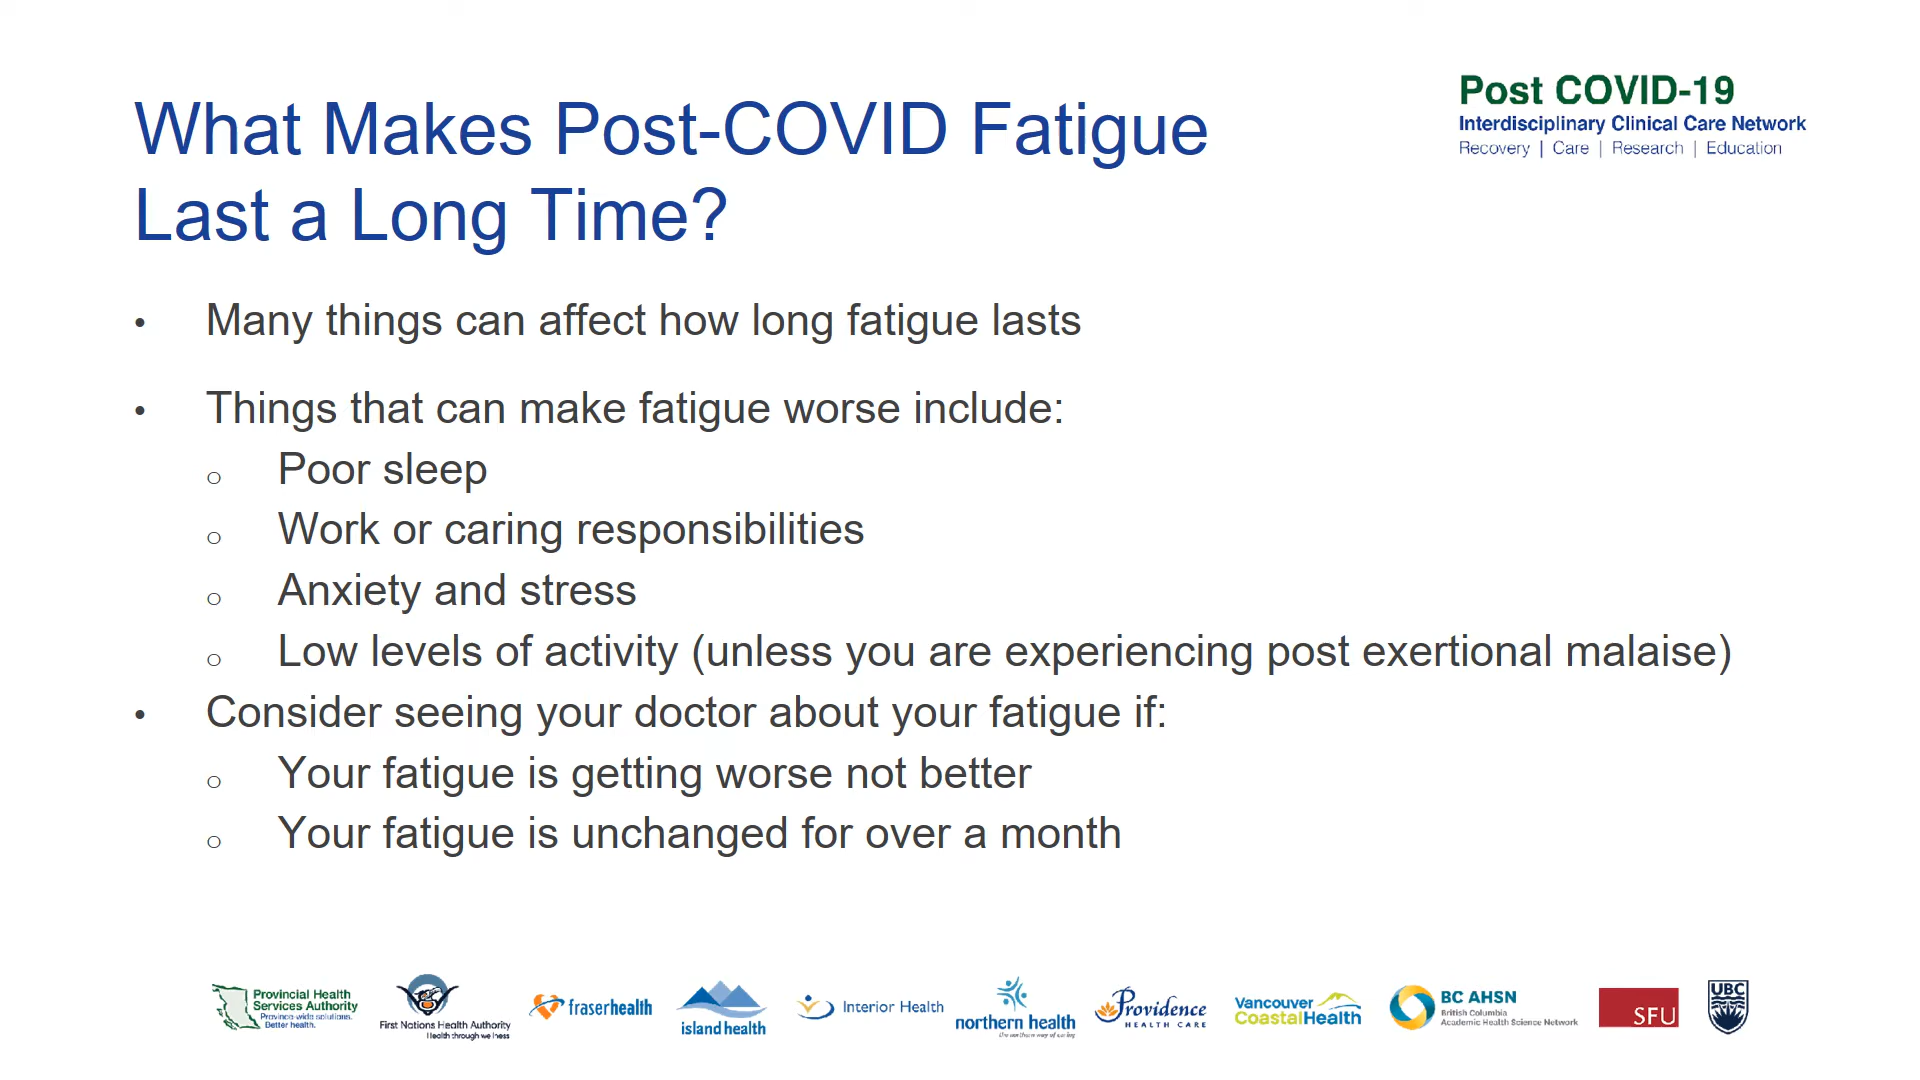 What Makes Post-COVID Fatigue
Last a Long Time?
Post COVID-19
Interdisciplinary Clinical Care Network
Recovery | Care | Research | Education
• Many things can affect how long fatigue lasts
• Things that can make fatigue worse include:
o Poor sleep
o Work or caring responsibilities
o Anxiety and stress
o Low levels of activity (unless you are experiencing post exertional malaise)
• Consider seeing your doctor about your fatigue if:
o Your fatigue is getting worse not better
o Your fatigue is unchanged for over a month
Provincial Health
Services Authority
Province-wide solutions.
Better health.
First Nations Health Authority
Health through wellness
fraserhealth
island health
Interior Health
northern health
the northern way of caring
Providence
HEALTH CARE
Vancouver
CoastalHealth
BC AHSN
British Columbia
Academic Health Science Network
SFU
UBC